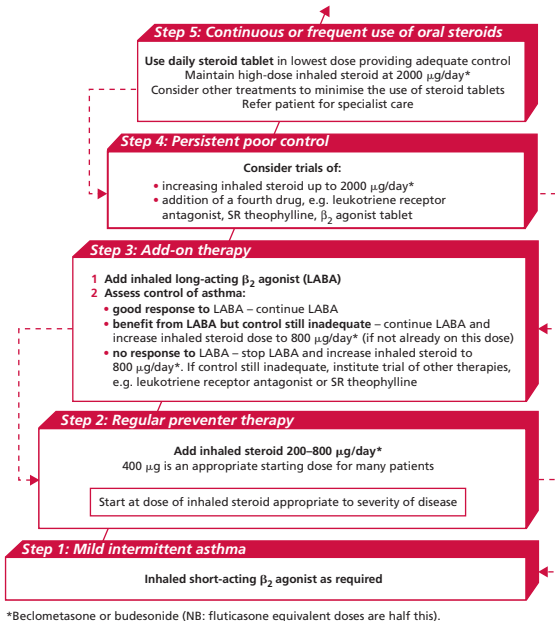 Step 5: Continuous or frequent use of oral steroids
Use daily steroid tablet in lowest dose providing adequate control
Maintain high-dose inhaled steroid at 2000 μg/day*
Consider other treatments to minimise the use of steroid tablets
Refer patient for specialist care
Step 4: Persistent poor control
Consider trials of:
• increasing inhaled steroid up to 2000 μg/day*
• addition of a fourth drug, e.g. leukotriene receptor
antagonist, SR theophylline, β2 agonist tablet
Step 3: Add-on therapy
1 Add inhaled long-acting β2 agonist (LABA)
2 Assess control of asthma:
• good response to LABA – continue LABA
• benefit from LABA but control still inadequate – continue LABA and
increase inhaled steroid dose to 800 μg/day* (if not already on this dose)
• no response to LABA – stop LABA and increase inhaled steroid to
800 μg/day*. If control still inadequate, institute trial of other therapies,
e.g. leukotriene receptor antagonist or SR theophylline
Step 2: Regular preventer therapy
Add inhaled steroid 200–800 μg/day*
400 μg is an appropriate starting dose for many patients
Start at dose of inhaled steroid appropriate to severity of disease
Step 1: Mild intermittent asthma
Inhaled short-acting β2 agonist as required
*Beclometasone or budesonide (NB: fluticasone equivalent doses are half this).